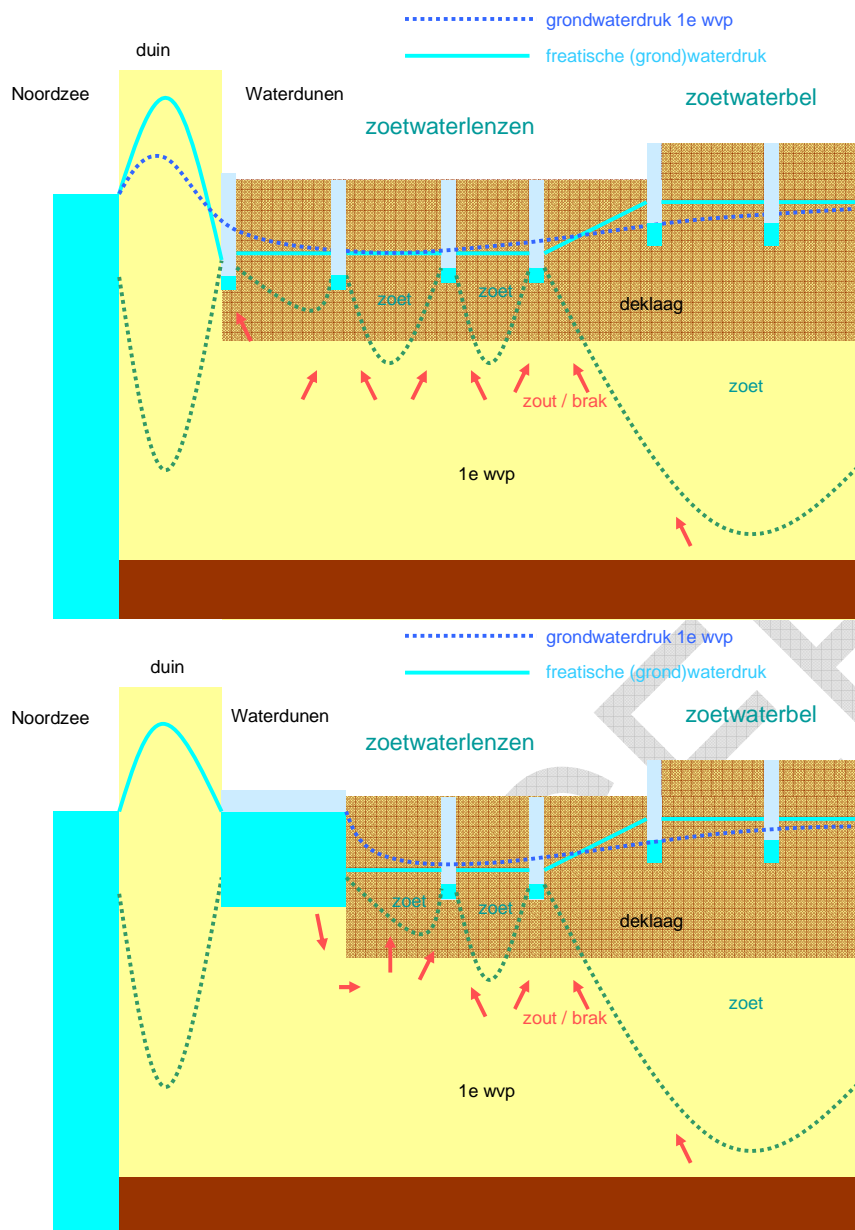 grondwaterdruk 1e wvp
duin
freatische (grond)waterdruk
Noordzee
Waterdunen
zoetwaterbel
zoetwaterlenzen
zoet
zoet
deklaag
zoet
zout / brak
1e wvp
grondwaterdruk 1e wvp
duin
freatische (grond)waterdruk
Noordzee
Waterdunen
zoetwaterbel
zoetwaterlenzen
zoet
zoet
deklaag
zoet
zout / brak
1e wvp